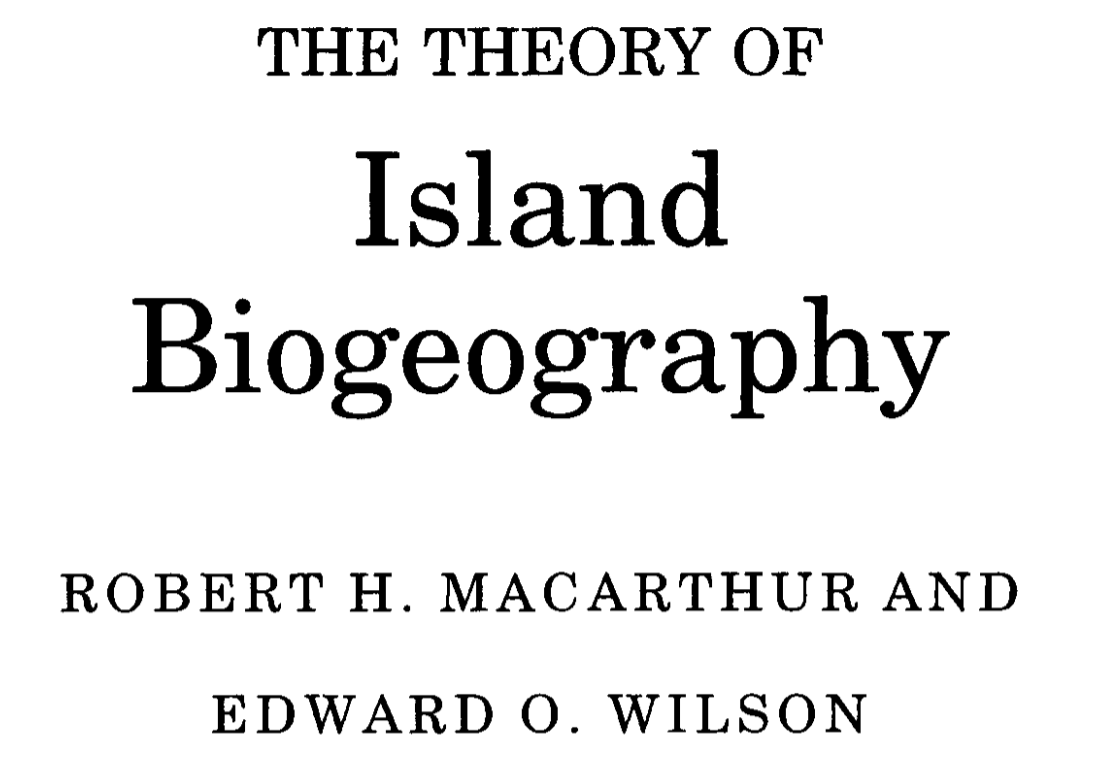 THE THEORY OF
Island
Biogeography
ROBERT H. MACARTHUR AND
EDWARD O. WILSON